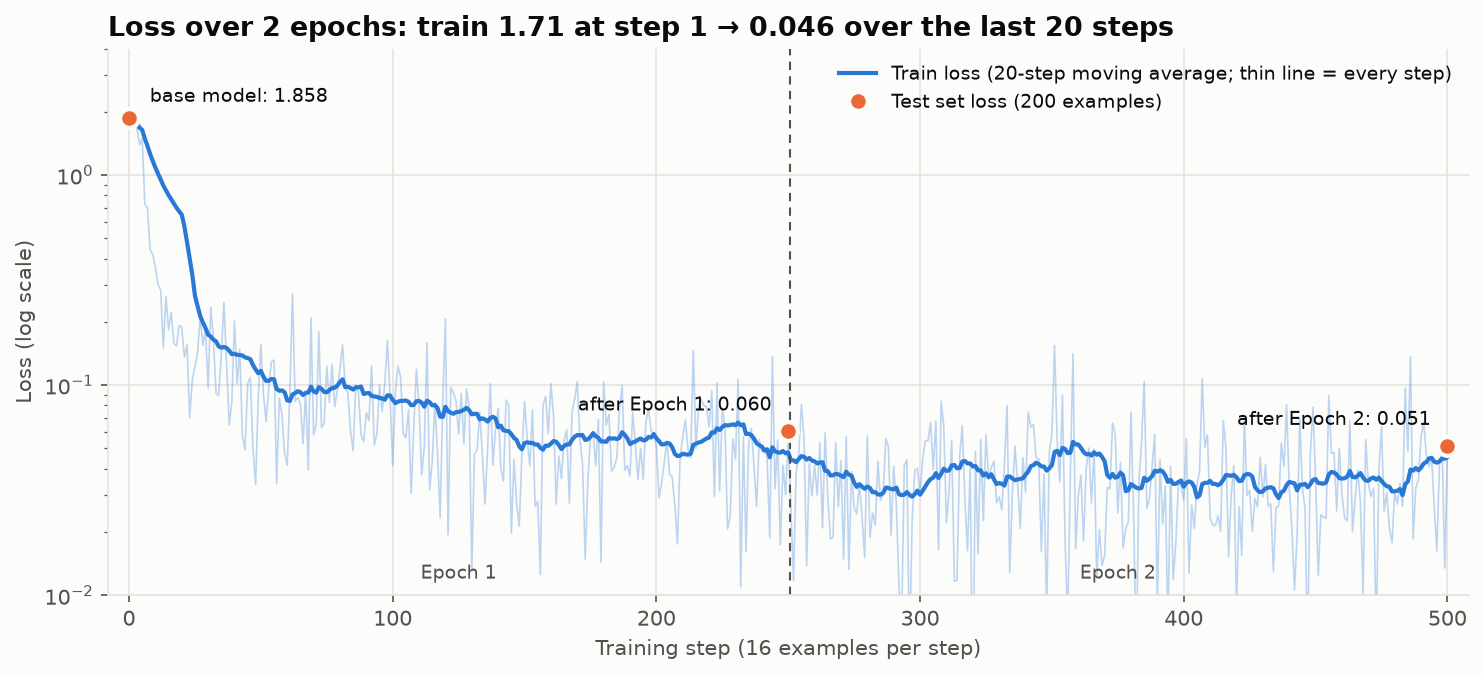 Loss over 2 epochs: train 1.71 at step 1 → 0.046 over the last 20 steps
Train loss (20-step moving average; thin line = every step)
Test set loss (200 examples)
base model: 1.858
after Epoch 1: 0.060
after Epoch 2: 0.051
Epoch 1
Epoch 2
Loss (log scale)
10⁰
10⁻¹
10⁻²
0 100 200 300 400 500
Training step (16 examples per step)